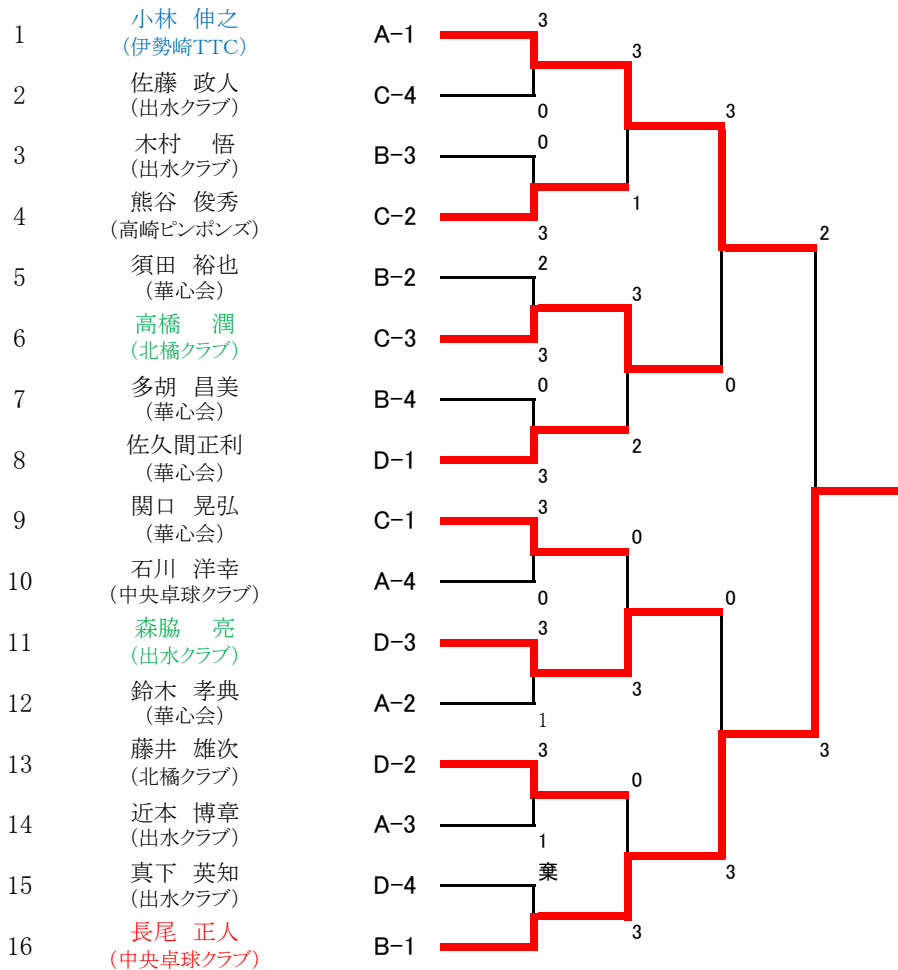 1 小林 伸之 (伊勢崎TTC) A-1 3
2 佐藤 政人 (出水クラブ) C-4 0
3 木村 悟 (出水クラブ) B-3 0
4 熊谷 俊秀 (高崎ピンポンズ) C-2 3
5 須田 裕也 (華心会) B-2 2
6 高橋 潤 (北橘クラブ) C-3 3
7 多胡 昌美 (華心会) B-4 0
8 佐久間正利 (華心会) D-1 3
9 関口 晃弘 (華心会) C-1 3
10 石川 洋幸 (中央卓球クラブ) A-4 0
11 森脇 亮 (出水クラブ) D-3 3
12 鈴木 孝典 (華心会) A-2 1
13 藤井 雄次 (北橘クラブ) D-2 3
14 近本 博章 (出水クラブ) A-3 1
15 真下 英知 (出水クラブ) D-4 棄
16 長尾 正人 (中央卓球クラブ) B-1
3
1
3
2
0
3
0
3
3
0
0
3
2
3